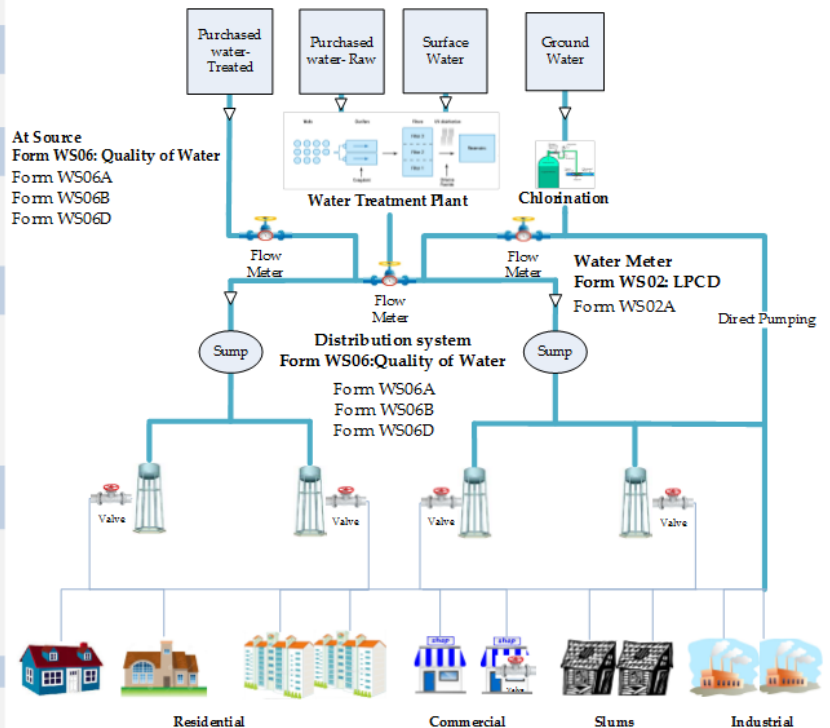 Purchased
water-
Treated
Purchased
water- Raw
Surface
Water
Ground
Water
At Source
Form WS06: Quality of Water
Form WS06A
Form WS06B
Form WS06D
Water Treatment Plant
Chlorination
Flow
Meter
Flow
Meter
Flow
Meter
Water Meter
Form WS02: LPCD
Form WS02A
Direct Pumping
Sump
Distribution system
Form WS06:Quality of Water
Form WS06A
Form WS06B
Form WS06D
Sump
Valve
Valve
Valve
Valve
shop
shop
Valve
Residential
Commercial
Slums
Industrial